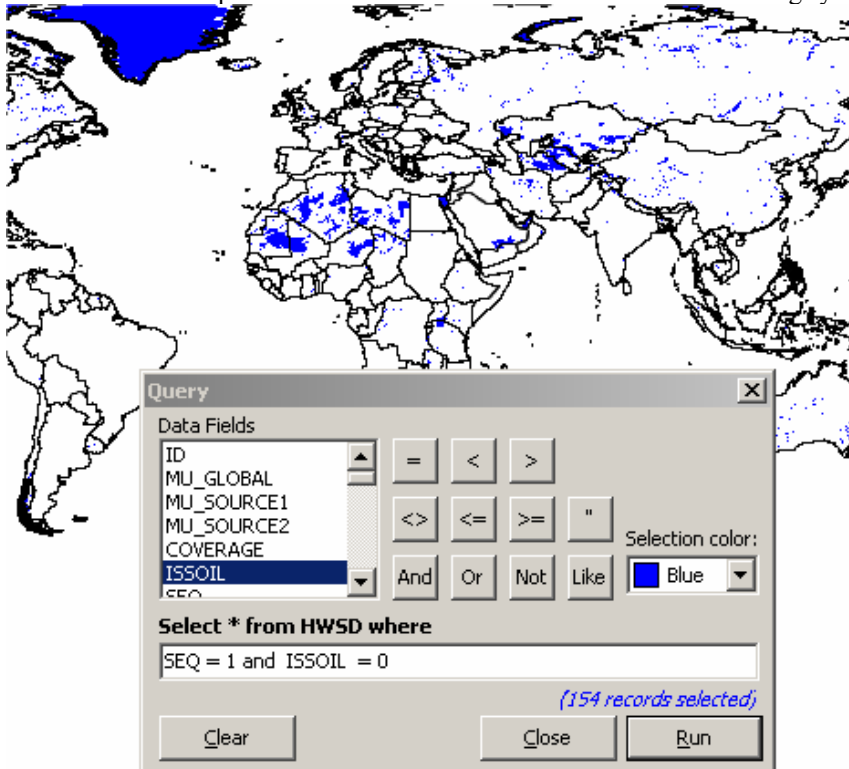 Query
Data Fields
ID
MU_GLOBAL
MU_SOURCE1
MU_SOURCE2
COVERAGE
ISSOIL
SEQ
= < >
<> <= >= "
And Or Not Like
Selection color:
Blue
Select * from HWSD where
SEQ = 1 and ISSOIL = 0
(154 records selected)
Clear Close Run